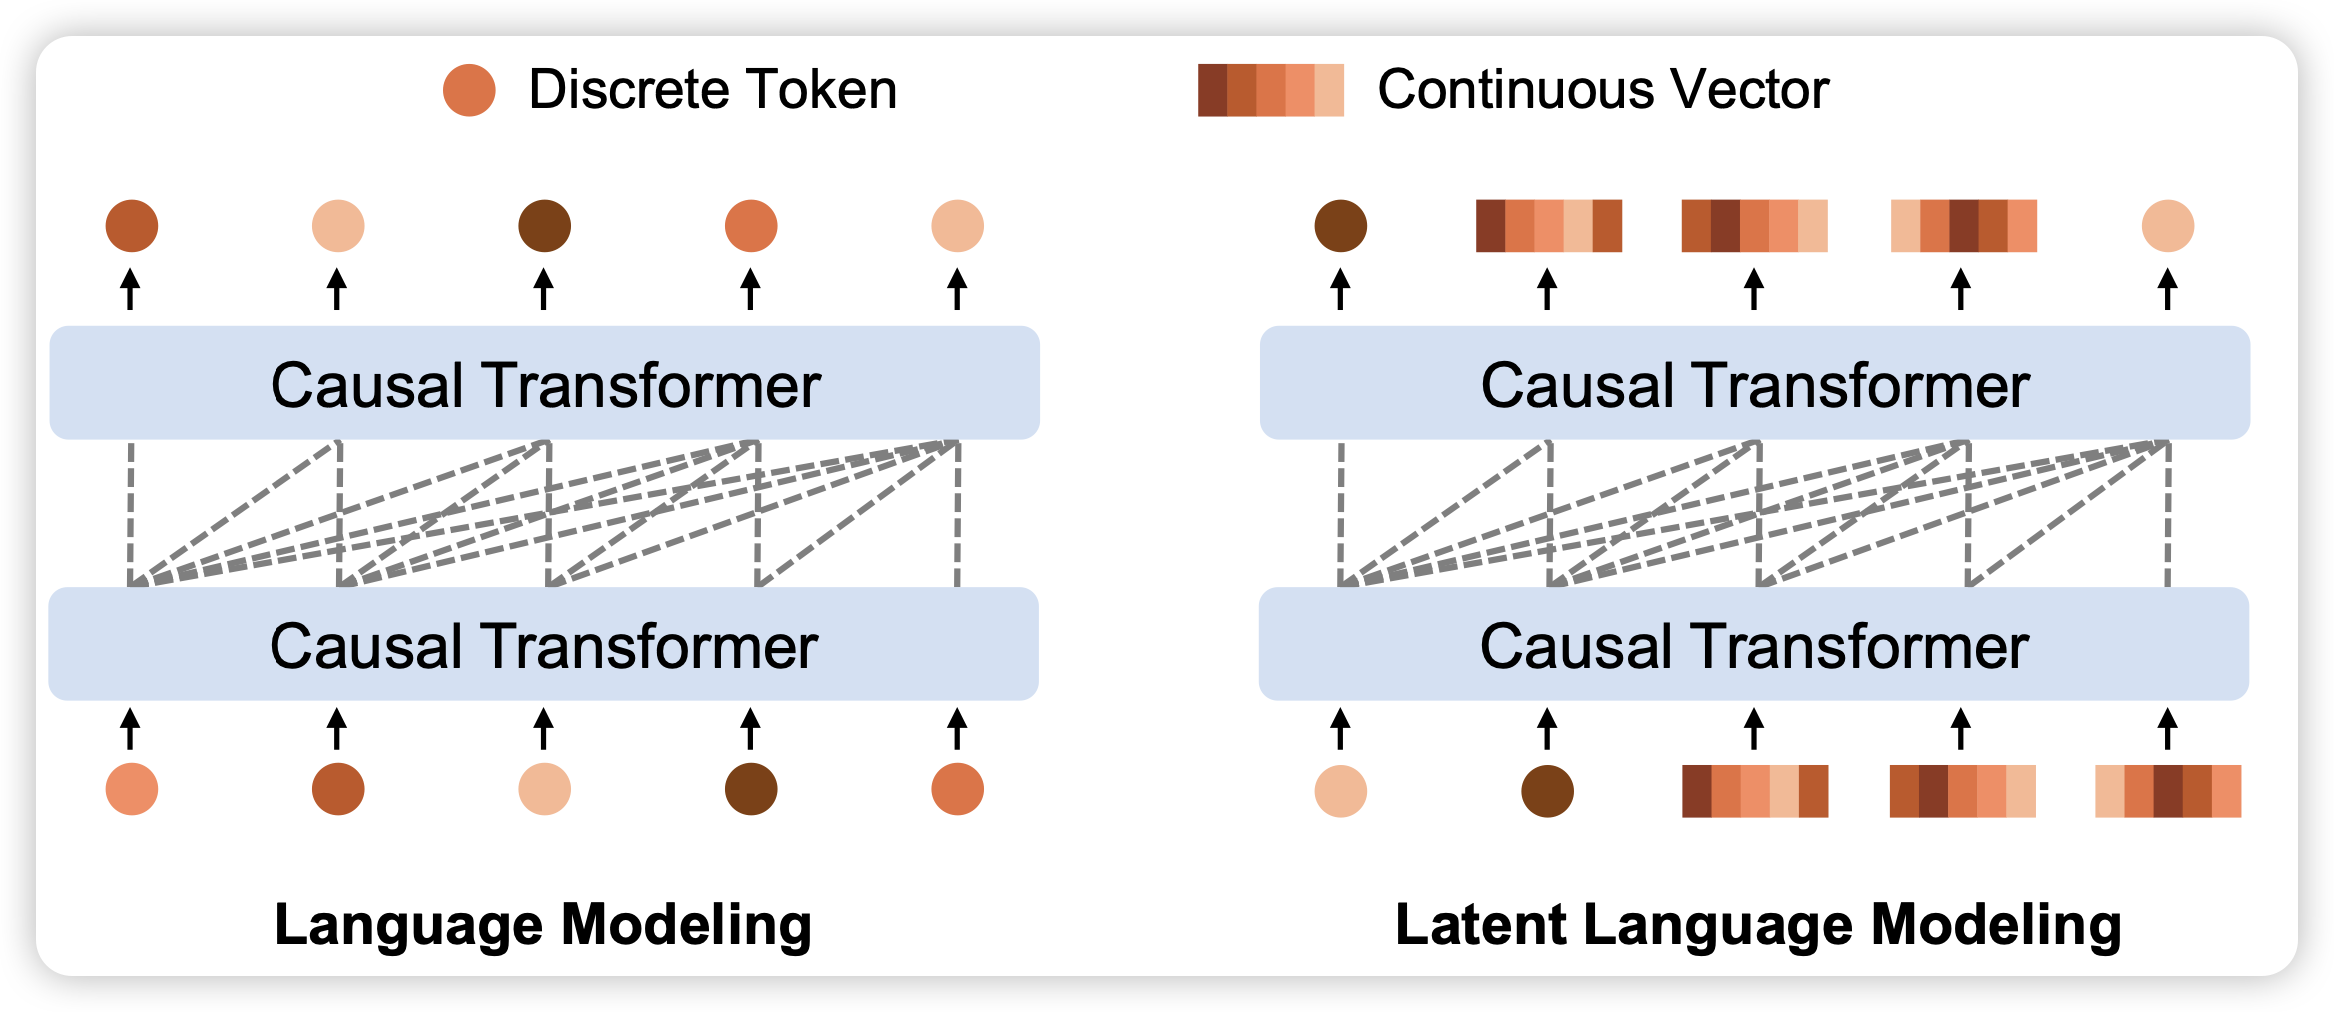 Discrete Token
Continuous Vector
Causal Transformer
Causal Transformer
Language Modeling
Causal Transformer
Causal Transformer
Latent Language Modeling